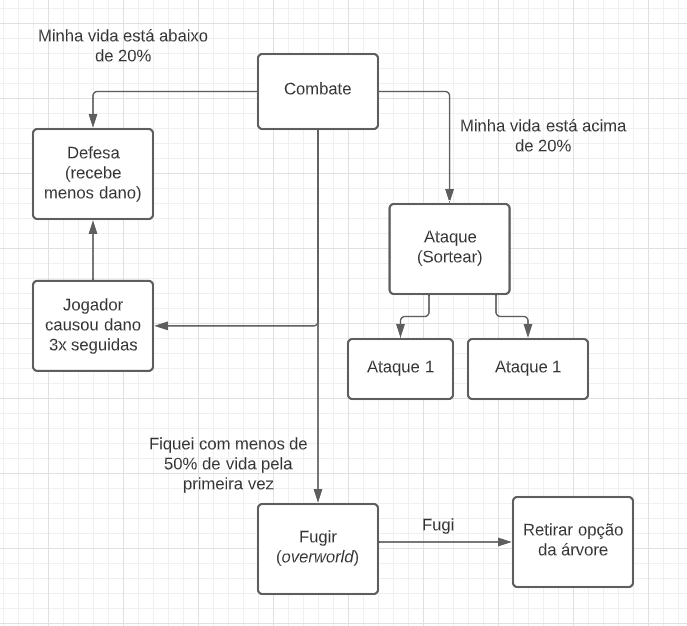 Minha vida está abaixo
de 20%
Combate
Minha vida está acima
de 20%
Defesa
(recebe
menos dano)
Ataque
(Sortear)
Jogador
causou dano
3x seguidas
Ataque 1
Ataque 1
Fiquei com menos de
50% de vida pela
primeira vez
Fugir
(overworld)
Fugi
Retirar opção
da árvore